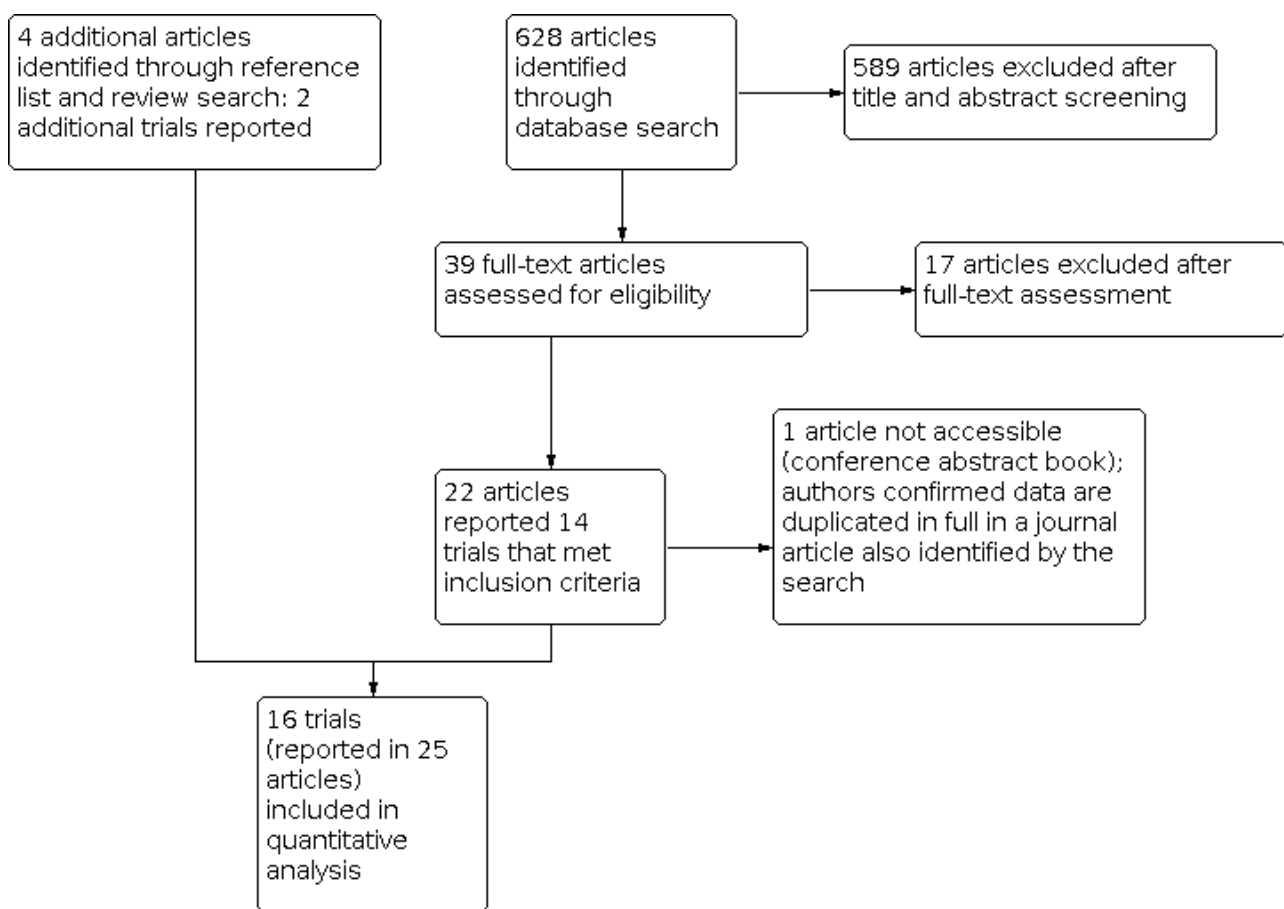 4 additional articles
identified through reference
list and review search: 2
additional trials reported
628 articles
identified
through
database search
589 articles excluded after
title and abstract screening
39 full-text articles
assessed for eligibility
17 articles excluded after
full-text assessment
22 articles
reported 14
trials that met
inclusion criteria
1 article not accessible
(conference abstract book);
authors confirmed data are
duplicated in full in a journal
article also identified by the
search
16 trials
(reported in 25
articles)
included in
quantitative
analysis